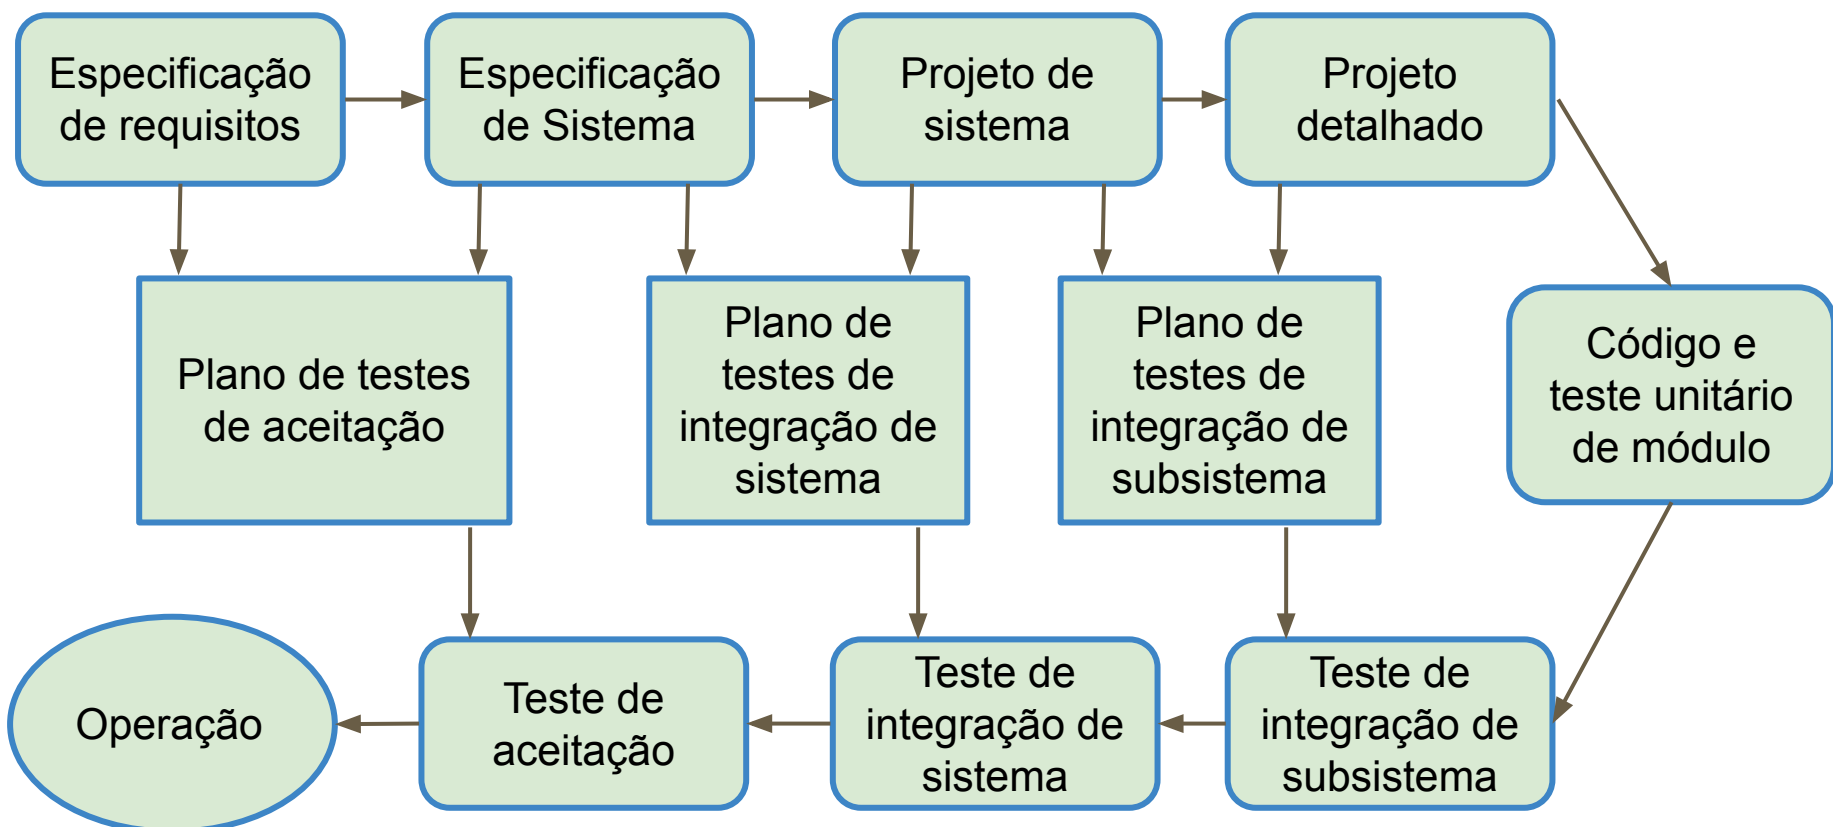 Especificação
de requisitos
Especificação
de Sistema
Projeto de
sistema
Projeto
detalhado
Plano de testes
de aceitação
Plano de
testes de
integração de
sistema
Plano de
testes de
integração de
subsistema
Código e
teste unitário
de módulo
Operação
Teste de
aceitação
Teste de
integração de
sistema
Teste de
integração de
subsistema